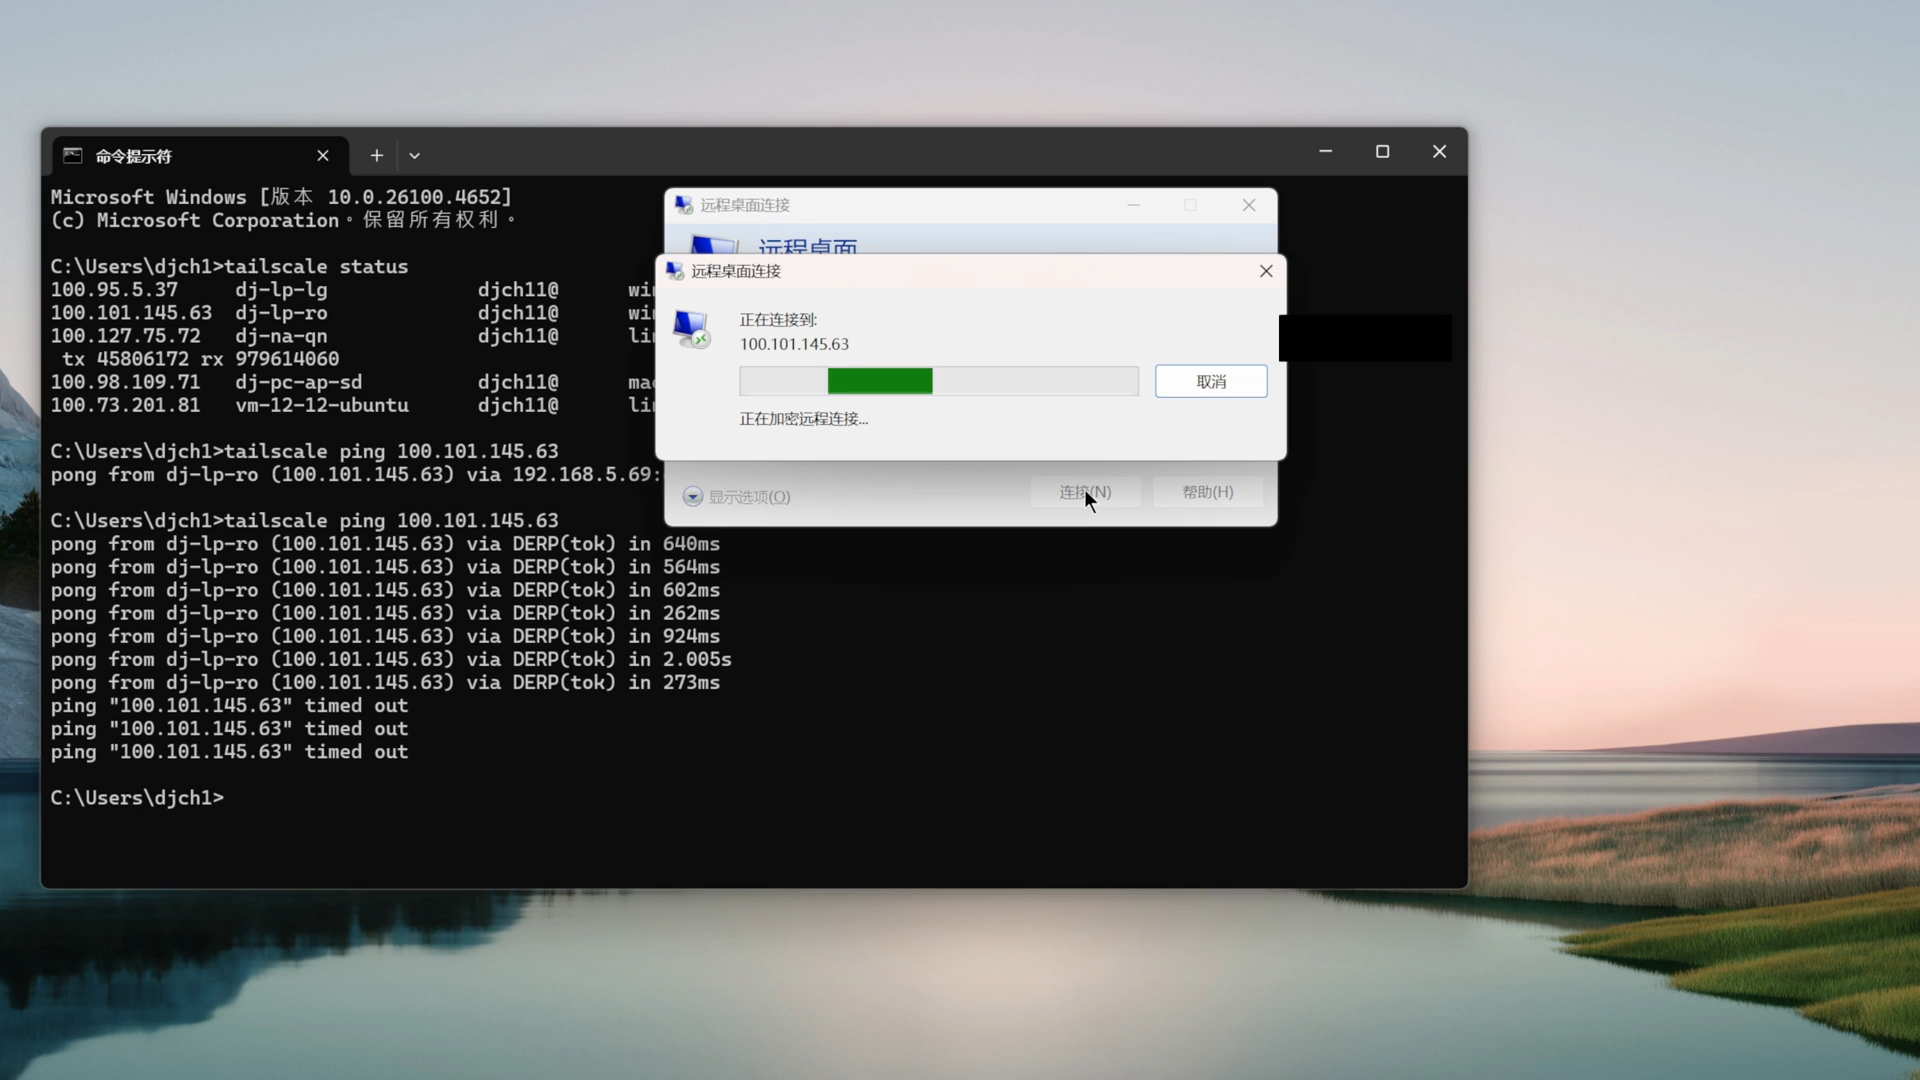 命令提示符
Microsoft Windows [版本 10.0.26100.4652]
(c) Microsoft Corporation。保留所有权利。
C:\Users\djch1>tailscale status
100.95.5.37 dj-lp-lg djch11@
100.101.145.63 dj-lp-ro djch11@
100.127.75.72 dj-na-qn djch11@
tx 45806172 rx 979614060
100.98.109.71 dj-pc-ap-sd djch11@
100.73.201.81 vm-12-12-ubuntu djch11@
C:\Users\djch1>tailscale ping 100.101.145.63
pong from dj-lp-ro (100.101.145.63) via 192.168.5.69:
C:\Users\djch1>tailscale ping 100.101.145.63
pong from dj-lp-ro (100.101.145.63) via DERP(tok) in 640ms
pong from dj-lp-ro (100.101.145.63) via DERP(tok) in 564ms
pong from dj-lp-ro (100.101.145.63) via DERP(tok) in 602ms
pong from dj-lp-ro (100.101.145.63) via DERP(tok) in 262ms
pong from dj-lp-ro (100.101.145.63) via DERP(tok) in 924ms
pong from dj-lp-ro (100.101.145.63) via DERP(tok) in 2.005s
pong from dj-lp-ro (100.101.145.63) via DERP(tok) in 273ms
ping "100.101.145.63" timed out
ping "100.101.145.63" timed out
ping "100.101.145.63" timed out
C:\Users\djch1>
远程桌面连接
远程桌面
远程桌面连接
正在连接到:
100.101.145.63
取消
正在加密远程连接...
显示选项(O)
连接(N)
帮助(H)